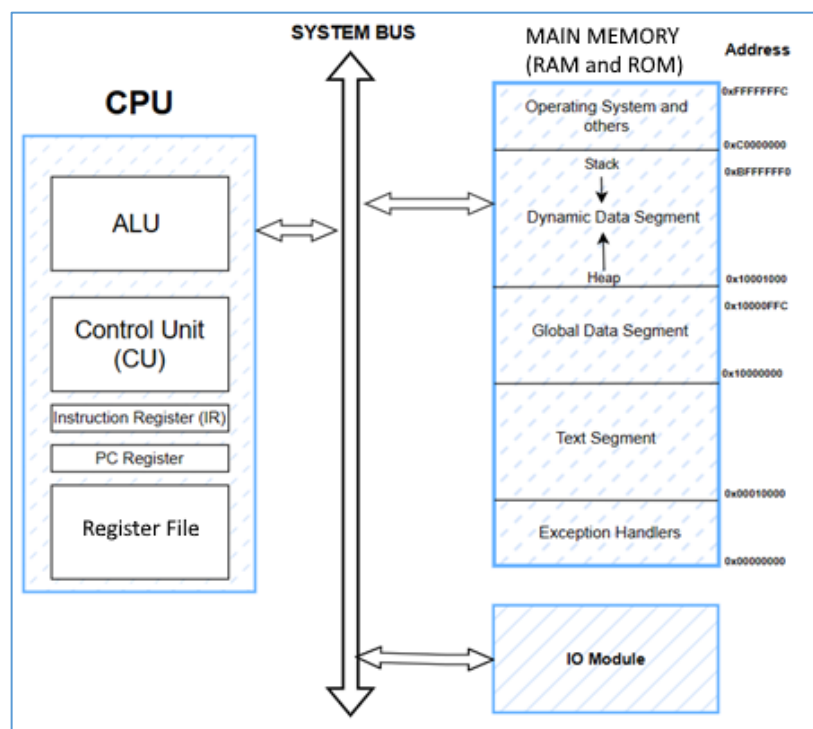 SYSTEM BUS
CPU
ALU
Control Unit
(CU)
Instruction Register (IR)
PC Register
Register File
MAIN MEMORY
(RAM and ROM)
Address
0xFFFFFFFC
Operating System and
others
0xC0000000
Stack
0xBFFFFFF0
Dynamic Data Segment
Heap
0x10001000
0x10000FFC
Global Data Segment
0x10000000
Text Segment
0x00010000
Exception Handlers
0x00000000
IO Module